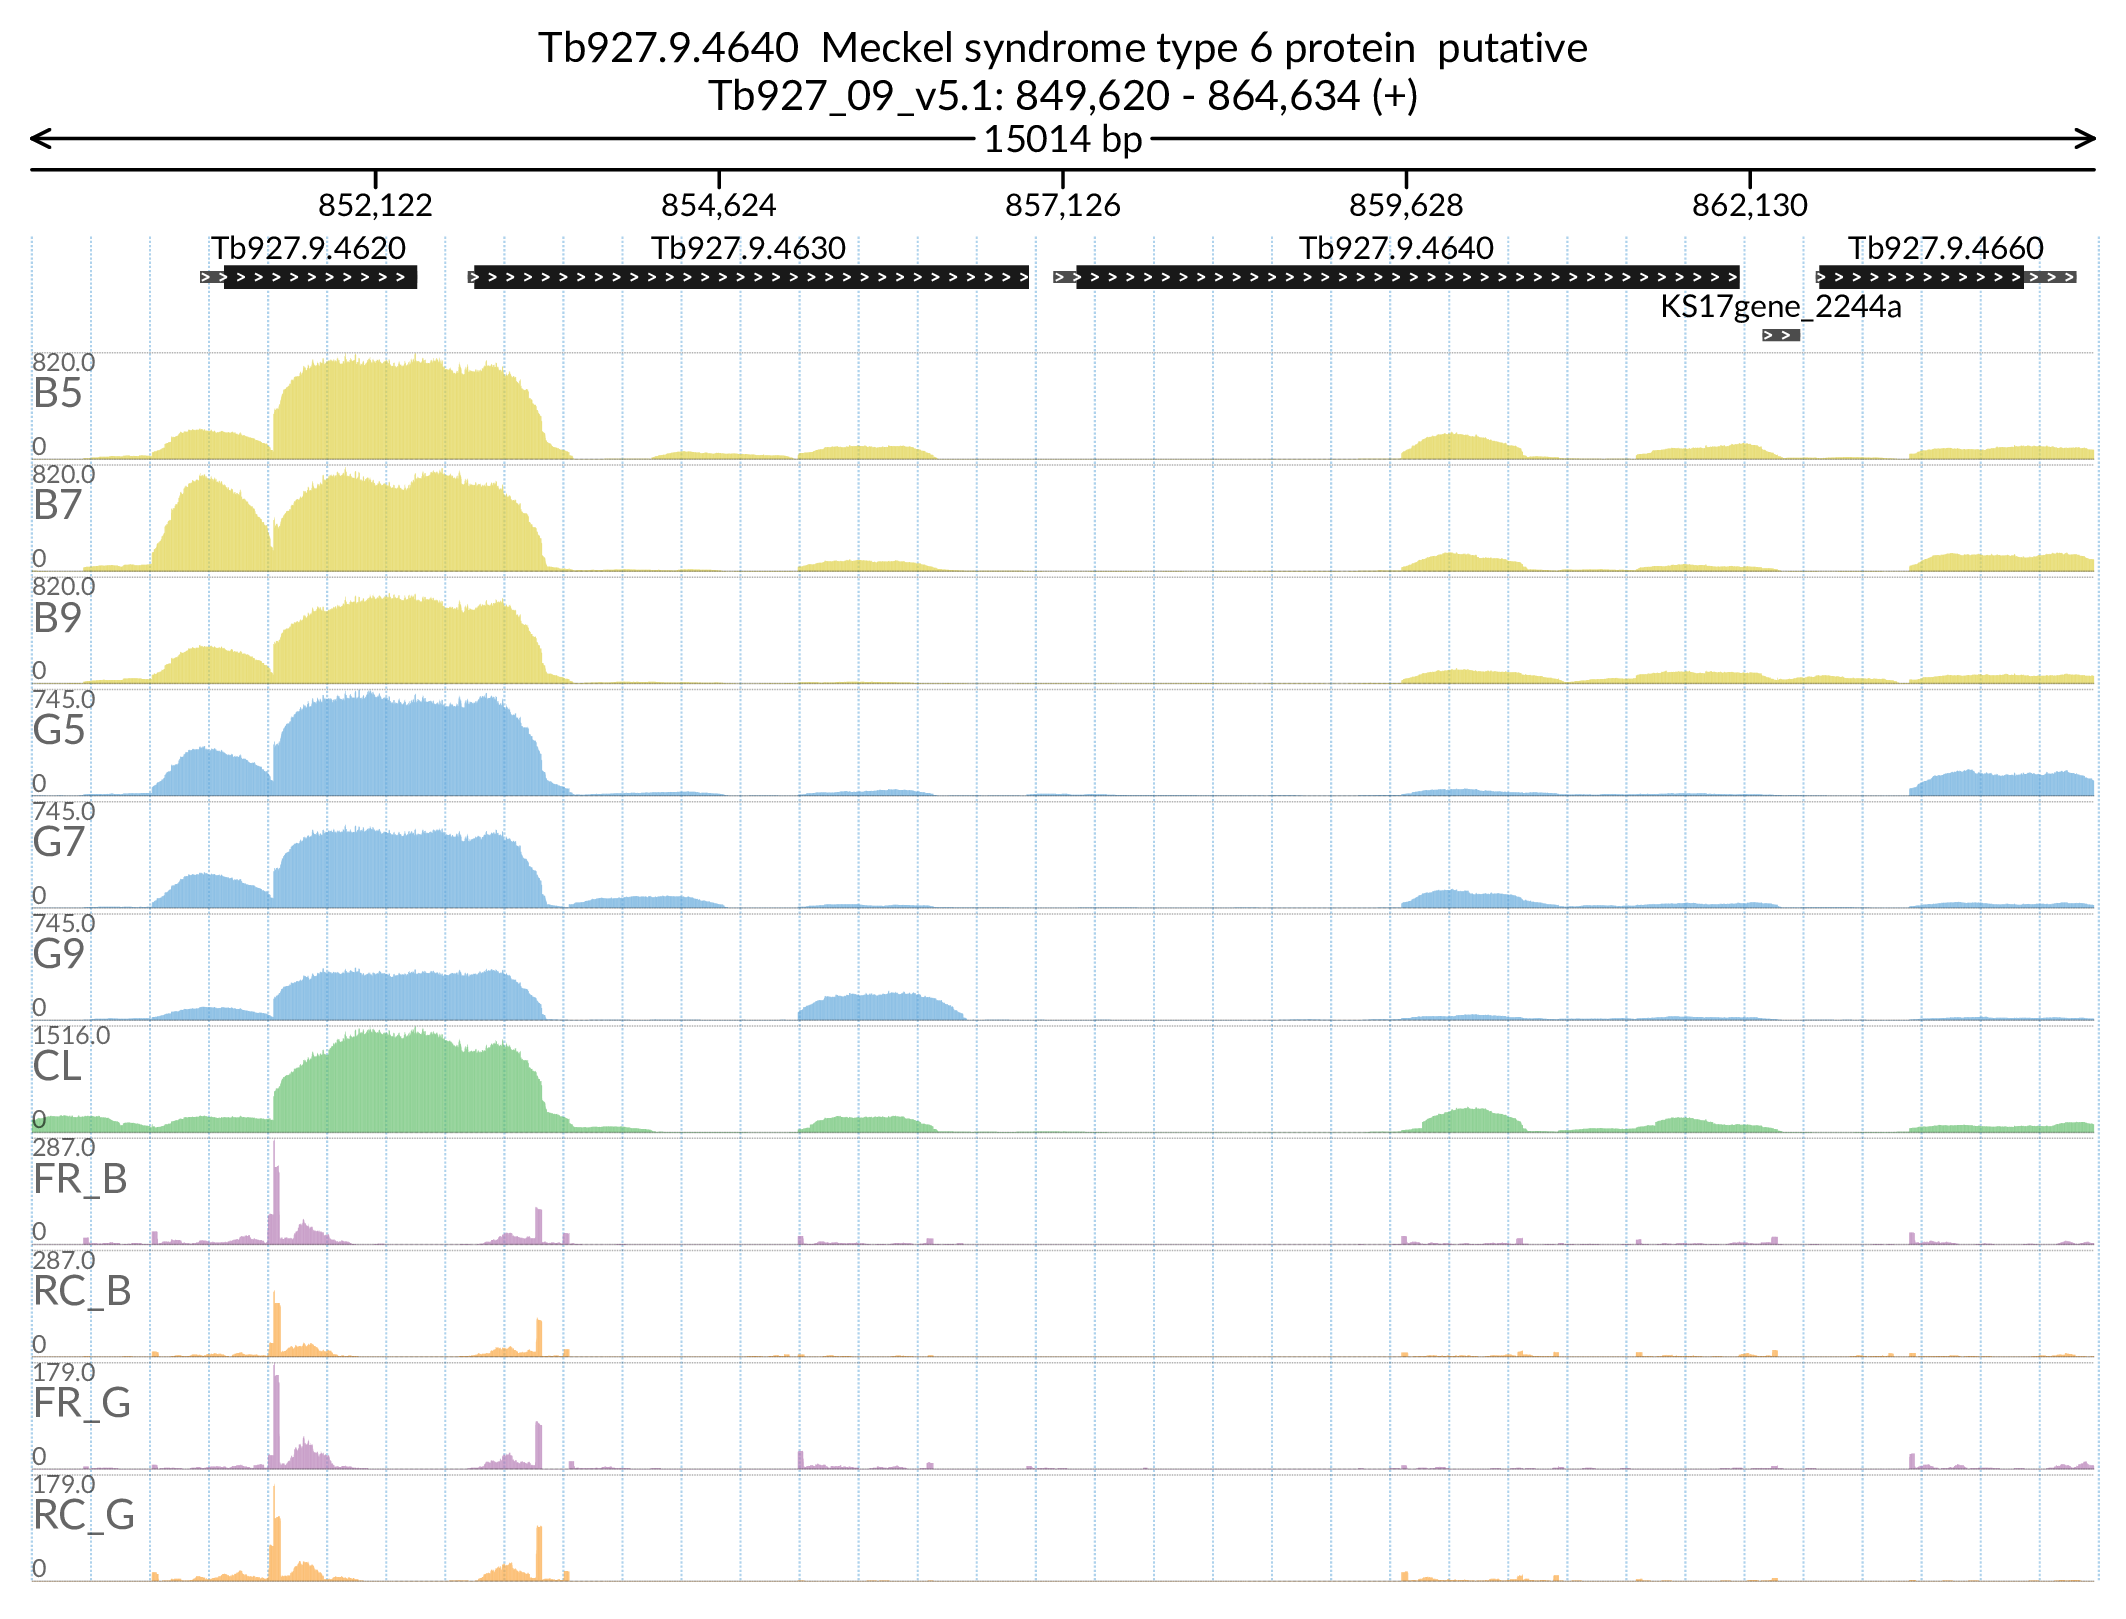 Tb927.9.4640  Meckel syndrome type 6 protein  putative
Tb927_09_v5.1: 849,620 - 864,634 (+)
15014 bp
852,122 854,624 857,126 859,628 862,130
Tb927.9.4620 Tb927.9.4630 Tb927.9.4640 Tb927.9.4660
KS17gene_2244a
820.0
B5
0
820.0
B7
0
820.0
B9
0
745.0
G5
0
745.0
G7
0
745.0
G9
0
1516.0
CL
0
287.0
FR_B
0
287.0
RC_B
0
179.0
FR_G
0
179.0
RC_G
0